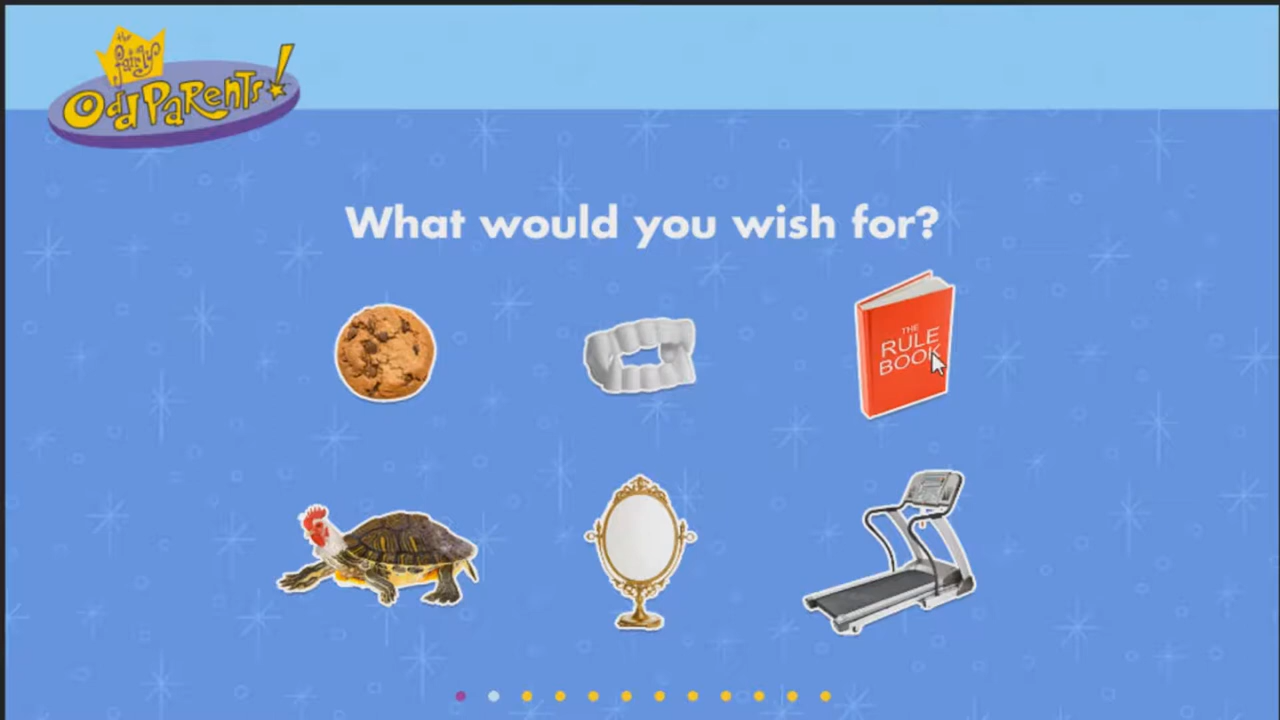 the
fairly
OddParents!
What would you wish for?
THE
RULE
BOOK